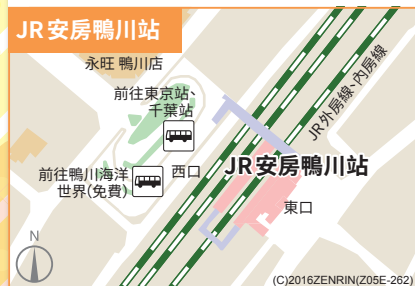 JR安房鴨川站
永旺 鴨川店
前往東京站、
千葉站
JR外房線、內房線
前往鴨川海洋
世界(免費)
西口
JR安房鴨川站
東口
N
(C)2016ZENRIN(Z05E-262)